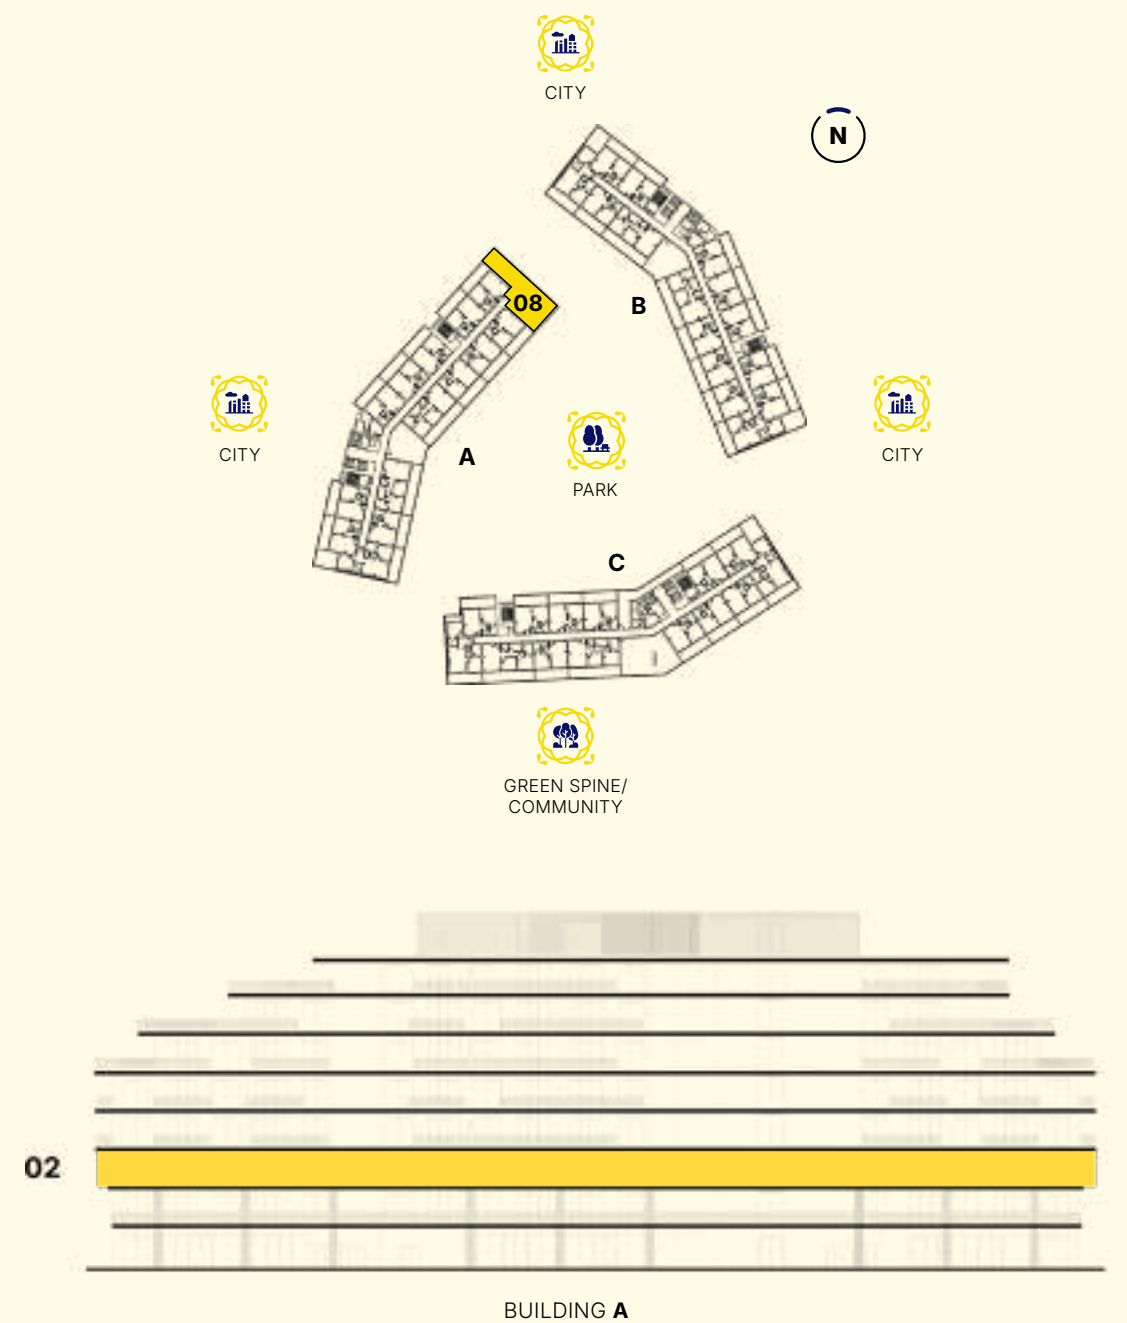 CITY
N
08
B
CITY
CITY
A
PARK
C
GREEN SPINE/
COMMUNITY
02
BUILDING A